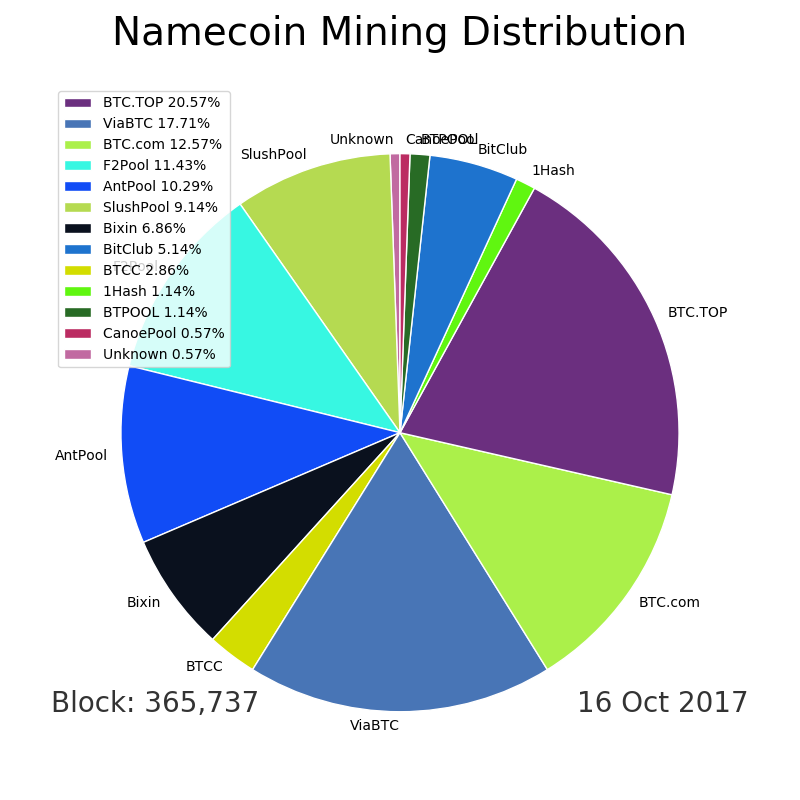 Namecoin Mining Distribution
BTC.TOP 20.57%
ViaBTC 17.71%
BTC.com 12.57%
F2Pool 11.43%
AntPool 10.29%
SlushPool 9.14%
Bixin 6.86%
BitClub 5.14%
BTCC 2.86%
1Hash 1.14%
BTPOOL 1.14%
CanoePool 0.57%
Unknown 0.57%
Unknown
CanoePool
BTPOOL
BitClub
1Hash
SlushPool
F2Pool
BTC.TOP
AntPool
Bixin
BTC.com
BTCC
ViaBTC
Block: 365,737
16 Oct 2017